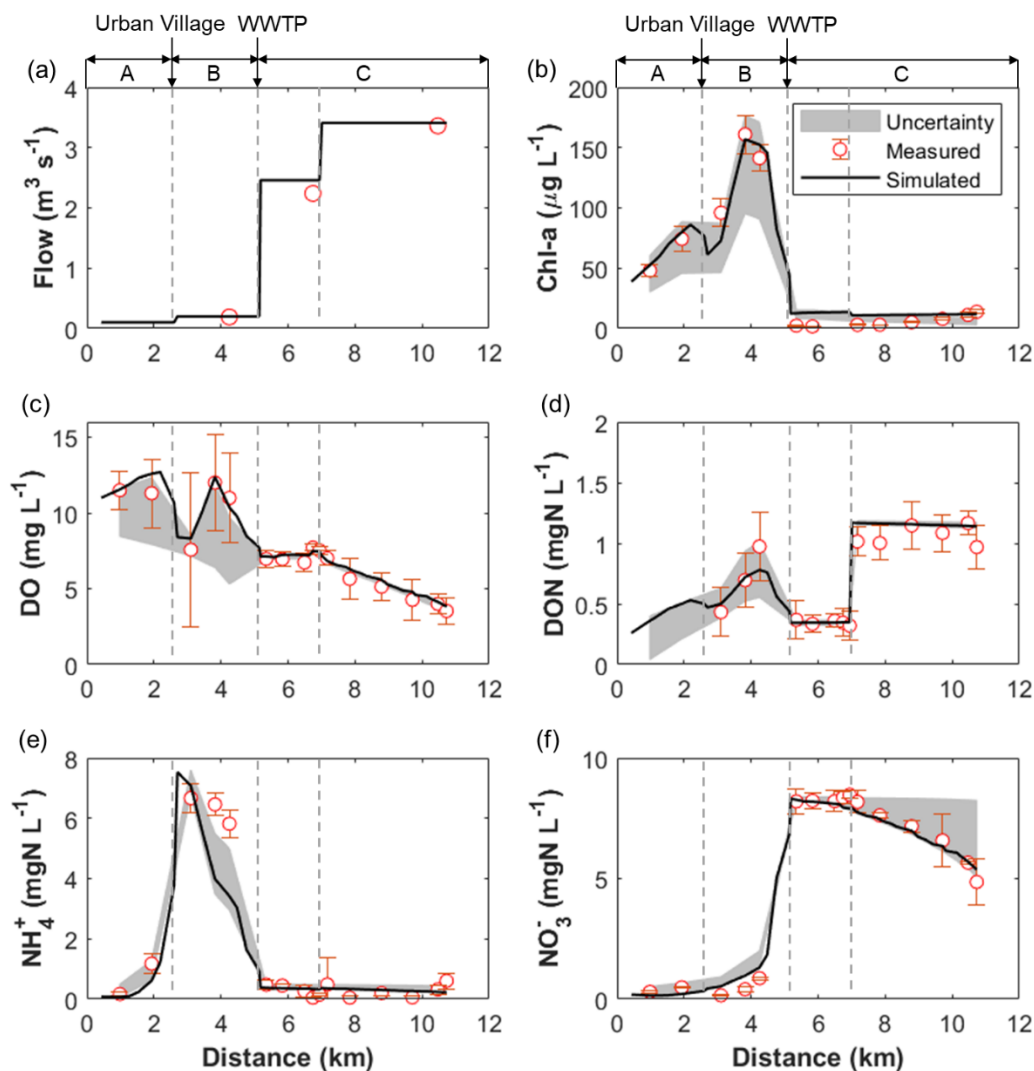 Urban Village WWTP
(a) A B C (b) A B C
4
3
2
1
0
Flow (m³ s⁻¹)
0 2 4 6 8 10 12
200
150
100
50
0
Chl-a (μg L⁻¹)
Uncertainty
Measured
Simulated
0 2 4 6 8 10 12
(c)
15
10
5
0
DO (mg L⁻¹)
0 2 4 6 8 10 12
(d)
2
1.5
1
0.5
0
DON (mgN L⁻¹)
0 2 4 6 8 10 12
(e)
8
6
4
2
0
NH₄⁺ (mgN L⁻¹)
0 2 4 6 8 10 12
Distance (km)
(f)
10
5
0
NO₃⁻ (mgN L⁻¹)
0 2 4 6 8 10 12
Distance (km)
Urban Village WWTP